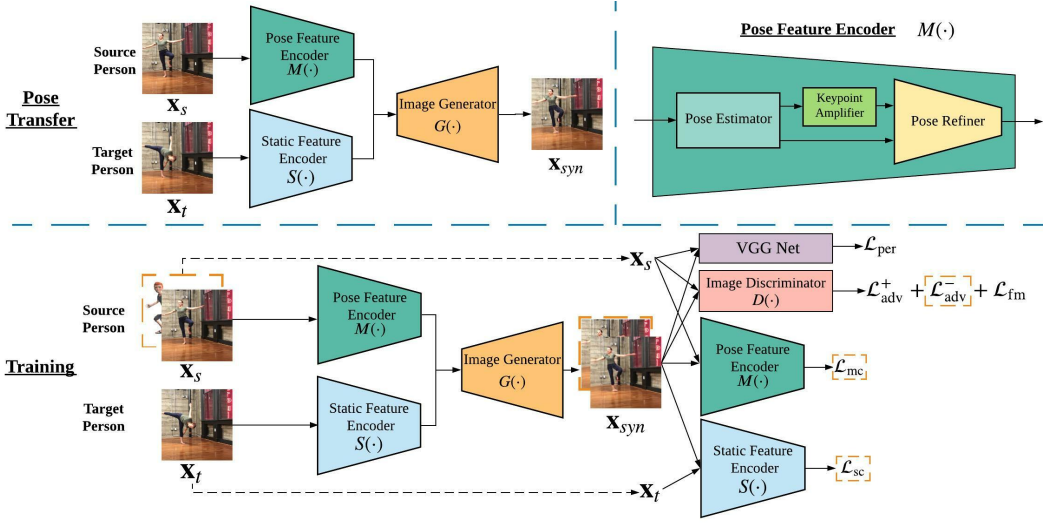 Pose
Transfer
Source
Person
x_s
Target
Person
x_t
Pose Feature
Encoder
M(·)
Static Feature
Encoder
S(·)
Image Generator
G(·)
x_syn
Pose Feature Encoder M(·)
Pose Estimator
Keypoint
Amplifier
Pose Refiner
Training
Source
Person
x_s
Target
Person
x_t
Pose Feature
Encoder
M(·)
Static Feature
Encoder
S(·)
Image Generator
G(·)
x_syn
x_s
x_t
VGG Net
ℒ_per
Image Discriminator
D(·)
ℒ_adv^+ + ℒ_adv^- + ℒ_fm
Pose Feature
Encoder
M(·)
ℒ_mc
Static Feature
Encoder
S(·)
ℒ_sc